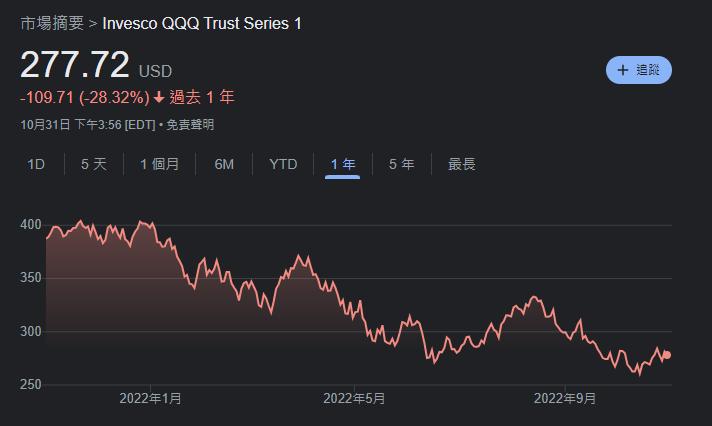 市場摘要 > Invesco QQQ Trust Series 1
277.72 USD
+ 追蹤
-109.71 (-28.32%) ↓ 過去 1 年
10月31日 下午3:56 [EDT] • 免責聲明
1D 5 天 1 個月 6M YTD 1 年 5 年 最長
400
350
300
250
2022年1月 2022年5月 2022年9月